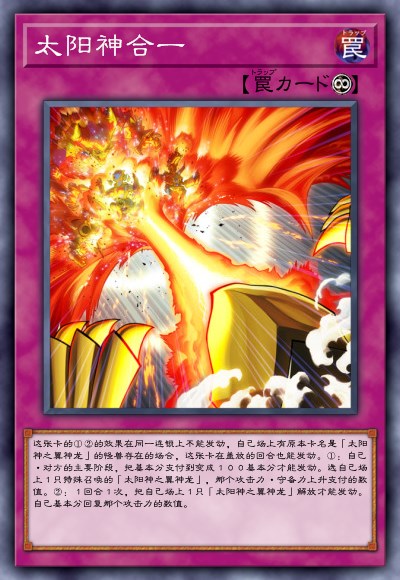 太阳神合一
トラップ
罠
トラップ
【罠カード】
这张卡的①②的效果在同一连锁上不能发动。自己场上有原本卡名是「太阳
神之翼神龙」的怪兽存在的场合，这张卡在盖放的回合也能发动。①：自己
・对方的主要阶段，把基本分支付到变成１００基本分才能发动。选自己场
上１只特殊召唤的「太阳神之翼神龙」，那个攻击力・守备力上升支付的数
值。②：１回合１次，把自己场上１只「太阳神之翼神龙」解放才能发动。
自己基本分回复那个攻击力的数值。